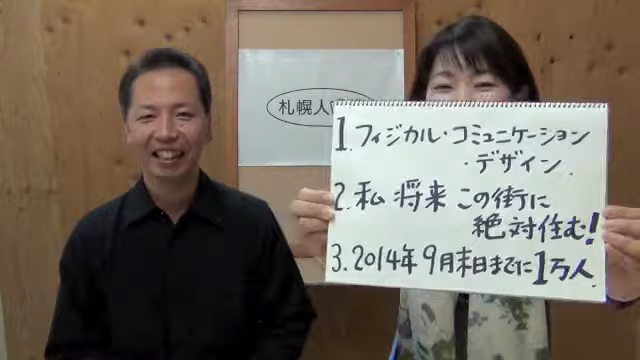 札幌人
1. フィジカル・コミュニケーション
・デザイン.
2. 私 将来 この街に
絶対住む!
3. 2014年 9月末日までに 1万人